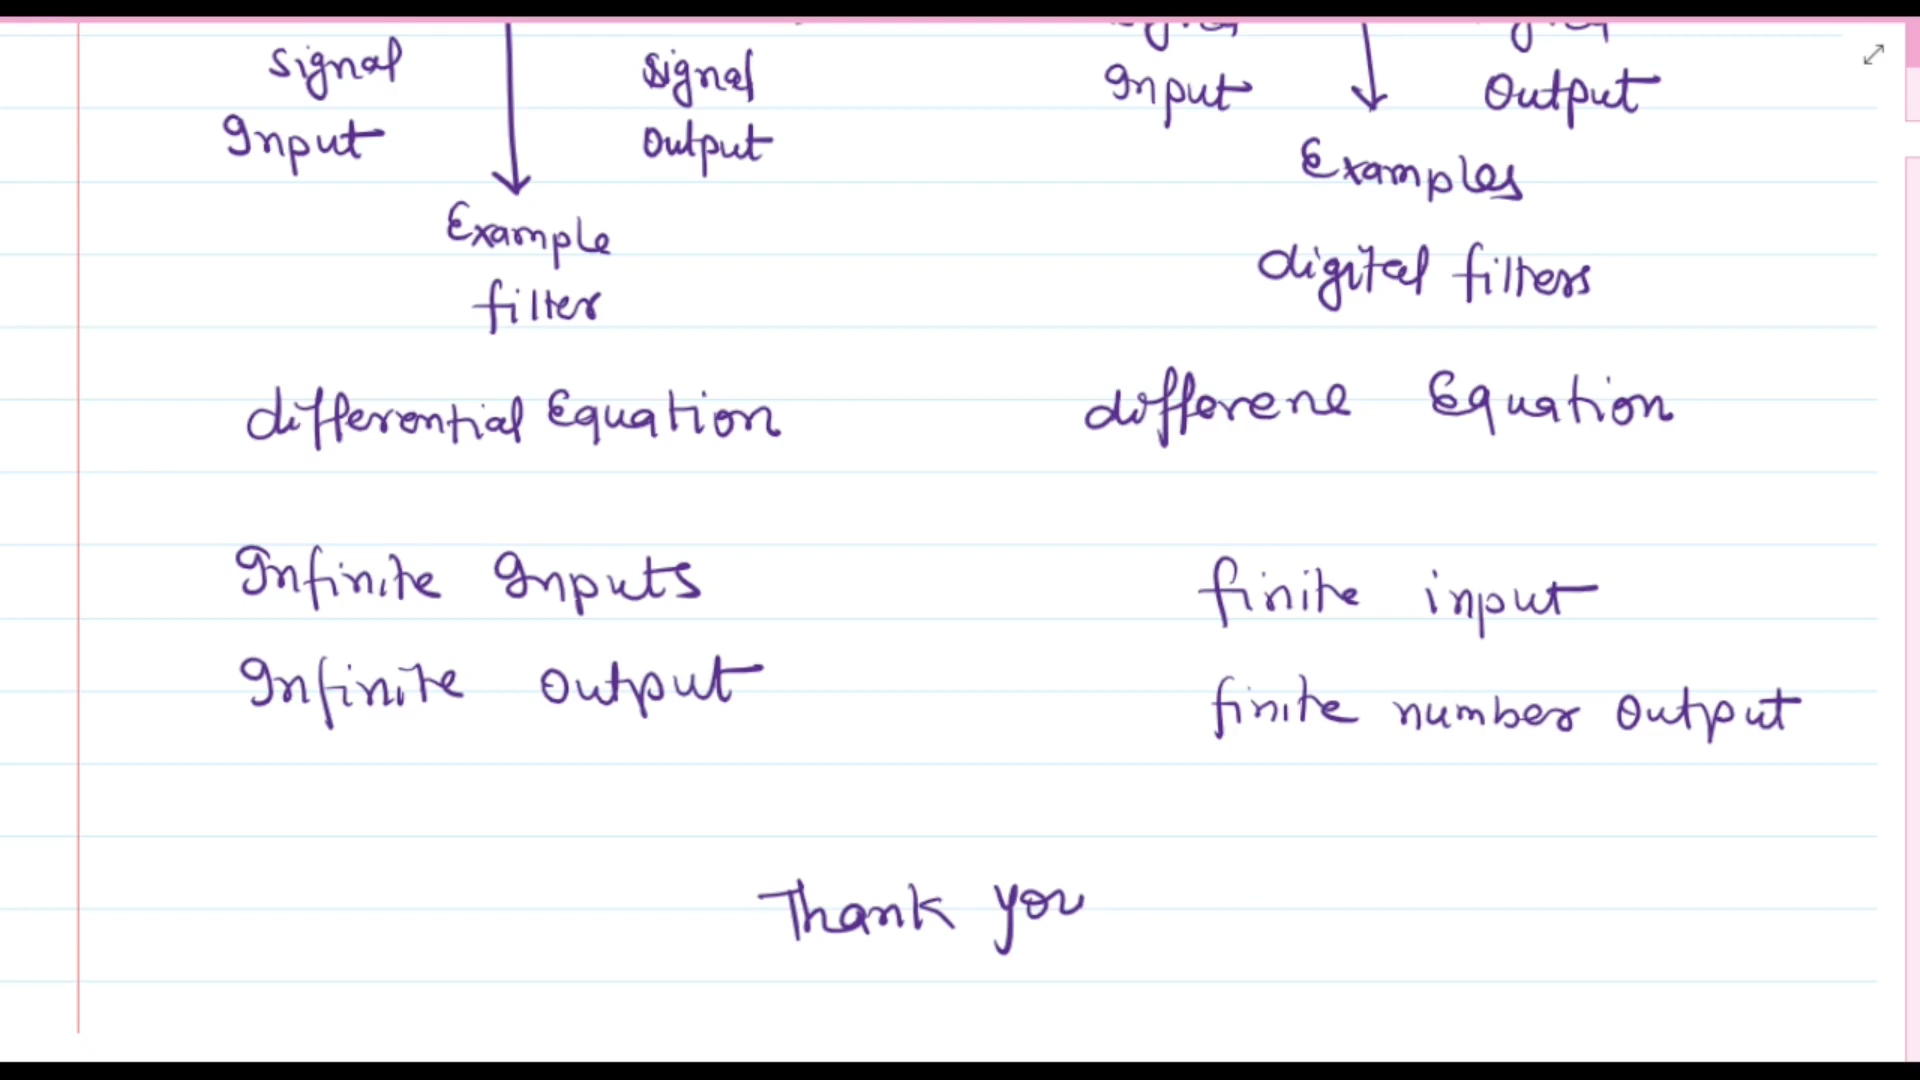 signal
Input
signal
output
Example
filter
differential Equation
Infinite Inputs
Infinite output
Input
Output
Examples
digital filters
differene Equation
finite input
finite number output
Thank you